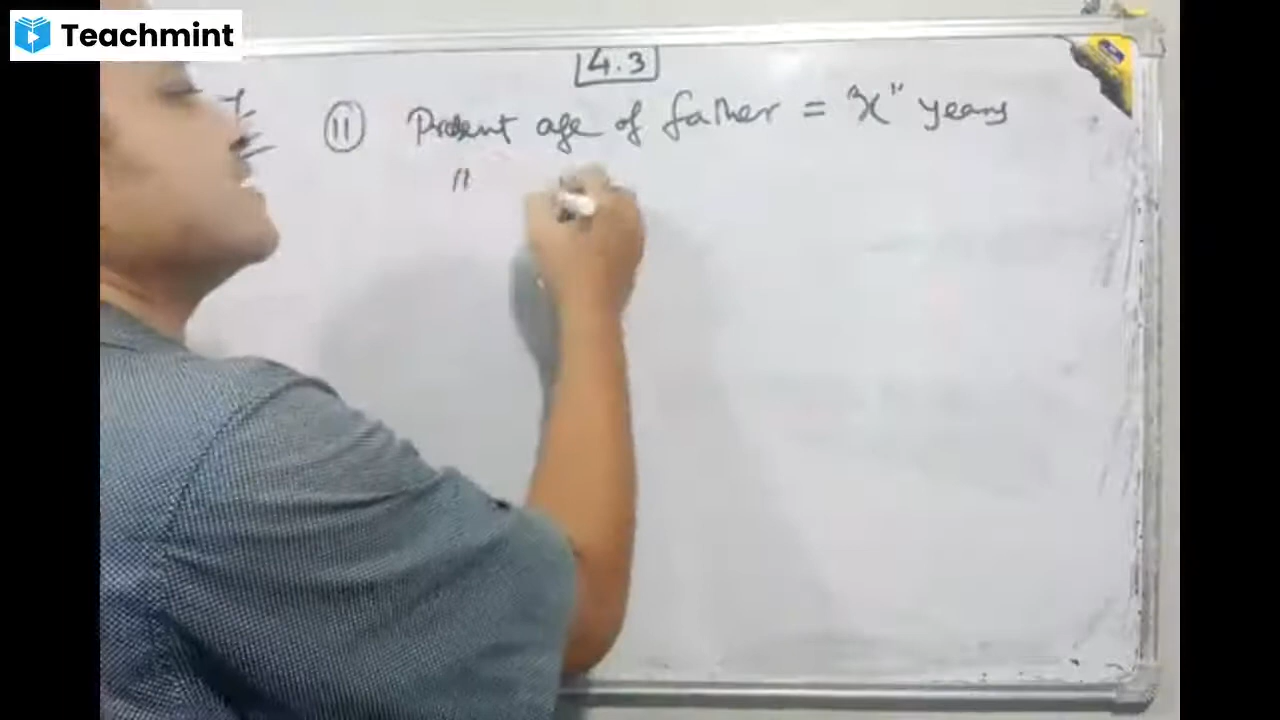 Teachmint
4.3
11 Present age of father = "x" years
"